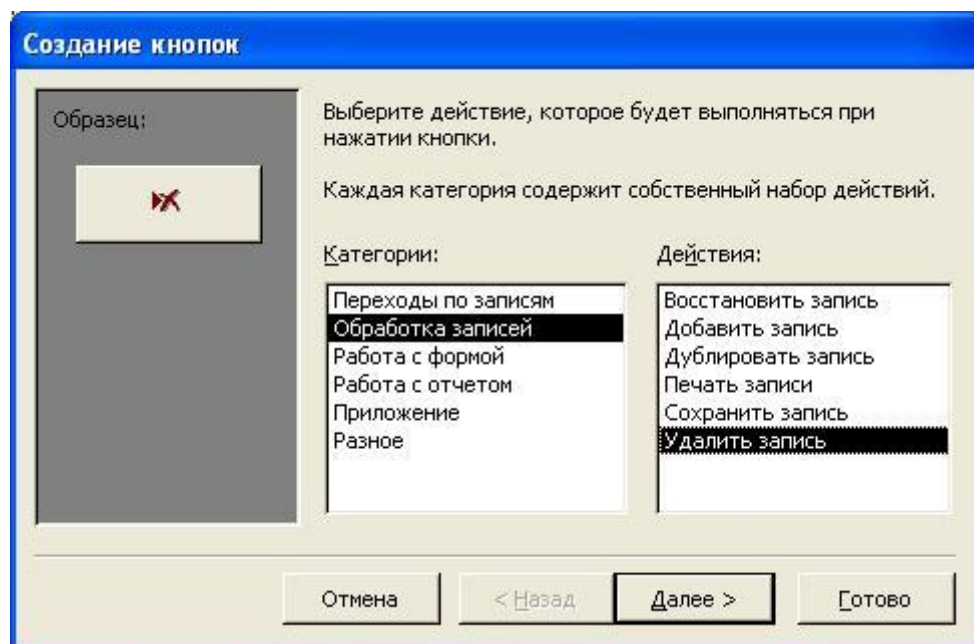 Создание кнопок
Образец:
Выберите действие, которое будет выполняться при
нажатии кнопки.
Каждая категория содержит собственный набор действий.
Категории:
Переходы по записям
Обработка записей
Работа с формой
Работа с отчетом
Приложение
Разное
Действия:
Восстановить запись
Добавить запись
Дублировать запись
Печать записи
Сохранить запись
Удалить запись
Отмена
< Назад
Далее >
Готово